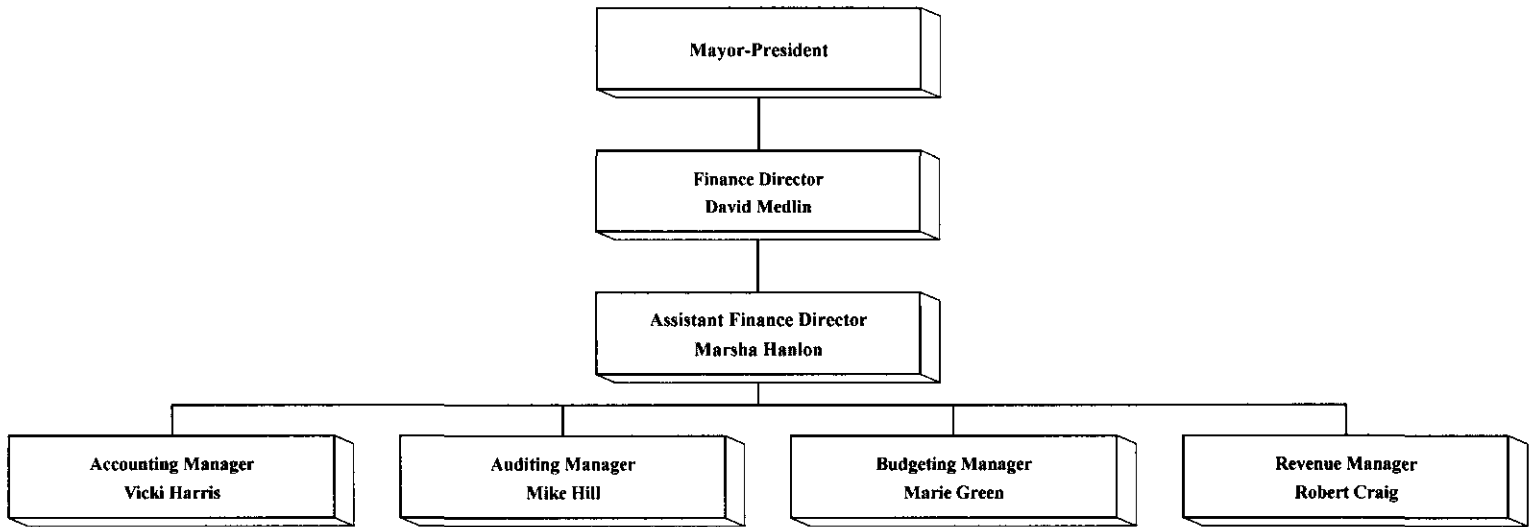 Mayor-President
Finance Director
David Medlin
Assistant Finance Director
Marsha Hanlon
Accounting Manager
Vicki Harris
Auditing Manager
Mike Hill
Budgeting Manager
Marie Green
Revenue Manager
Robert Craig